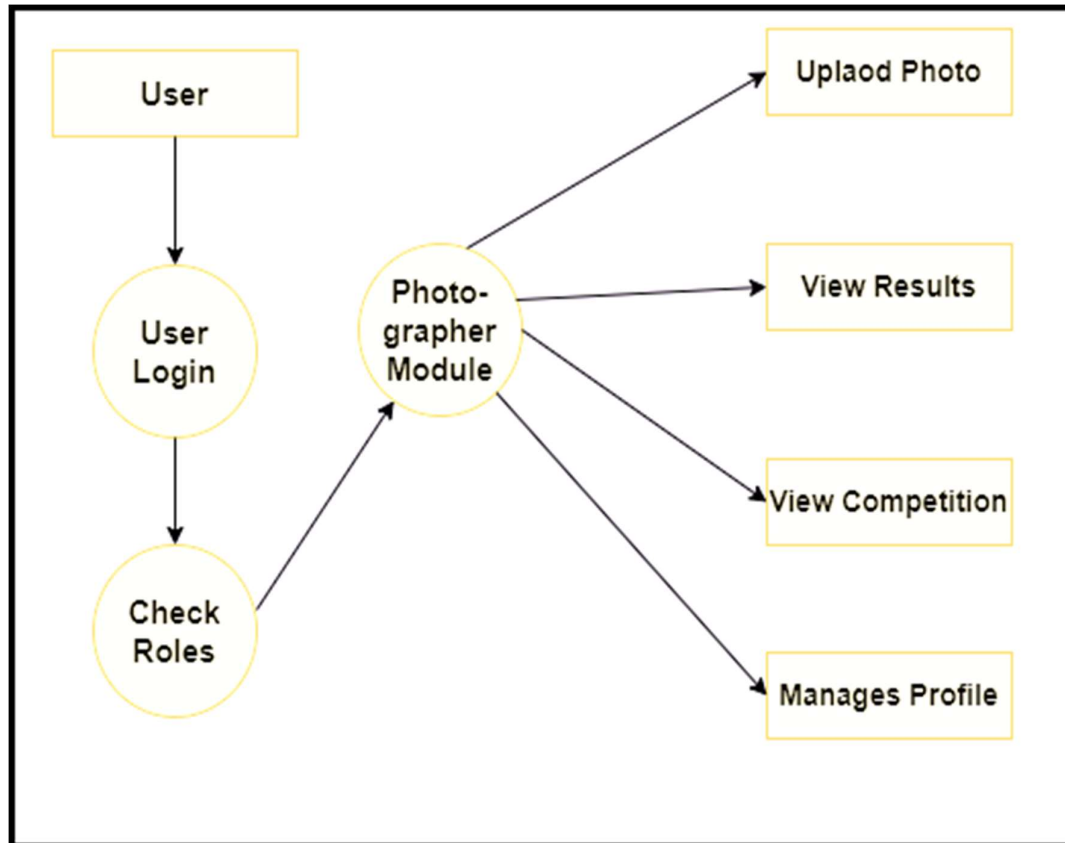 User
User
Login
Check
Roles
Photo-
grapher
Module
Uplaod Photo
View Results
View Competition
Manages Profile